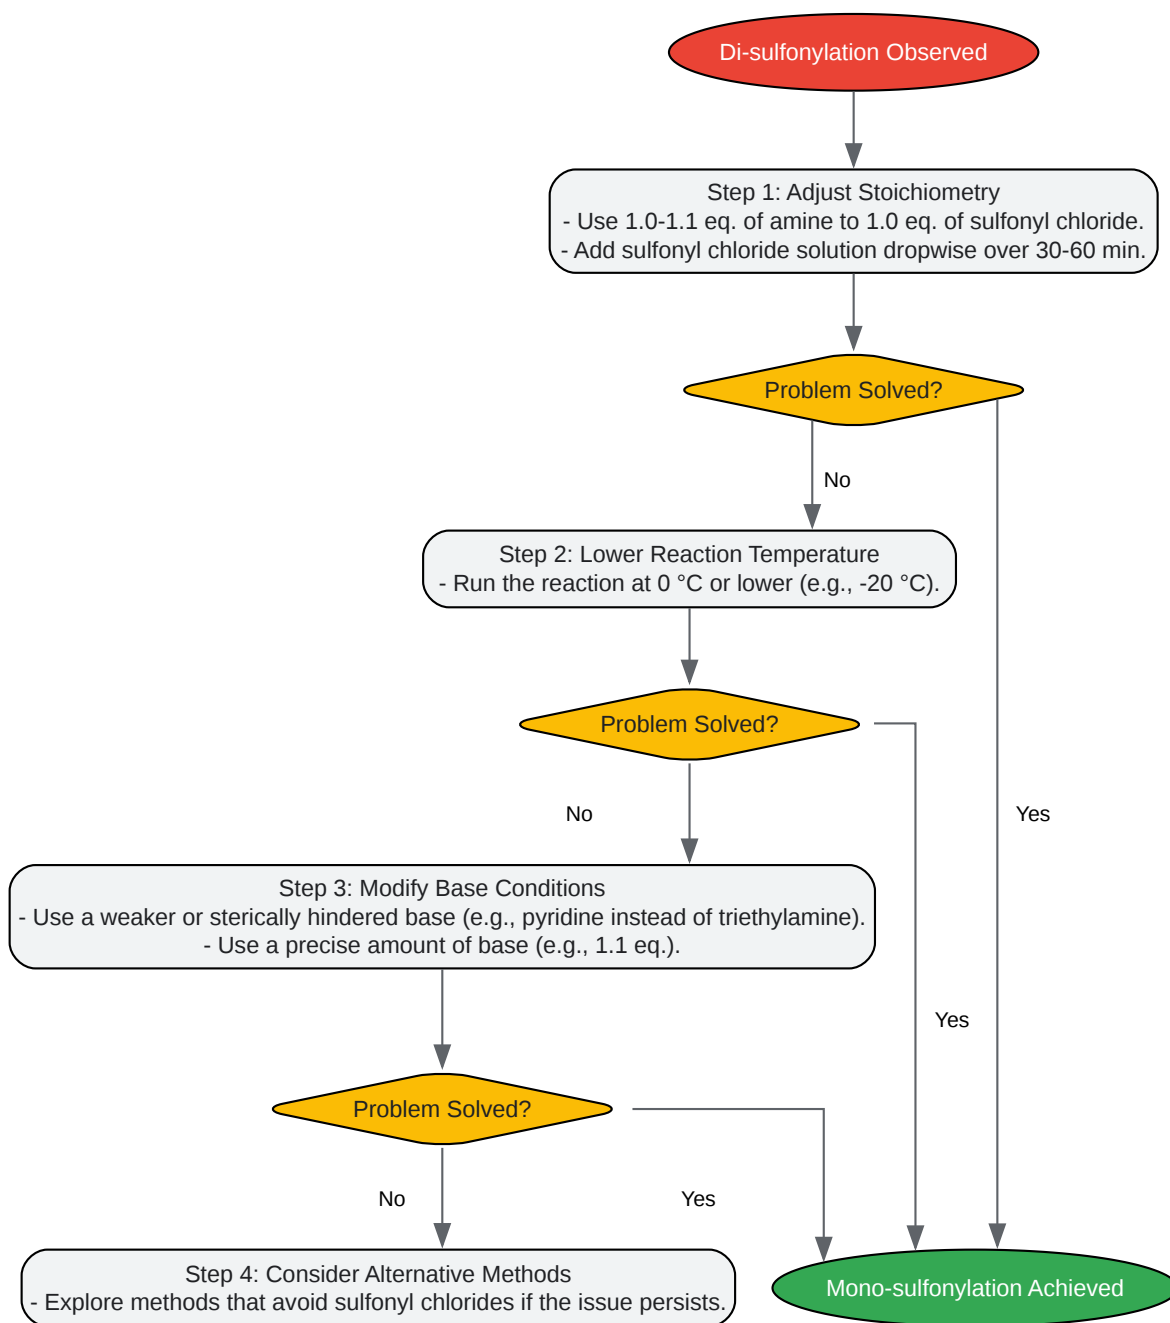 Di-sulfonylation Observed
Step 1: Adjust Stoichiometry
- Use 1.0-1.1 eq. of amine to 1.0 eq. of sulfonyl chloride.
- Add sulfonyl chloride solution dropwise over 30-60 min.
Problem Solved?
No
Step 2: Lower Reaction Temperature
- Run the reaction at 0 °C or lower (e.g., -20 °C).
Problem Solved?
No
Yes
Step 3: Modify Base Conditions
- Use a weaker or sterically hindered base (e.g., pyridine instead of triethylamine).
- Use a precise amount of base (e.g., 1.1 eq.).
Yes
Problem Solved?
No
Yes
Step 4: Consider Alternative Methods
- Explore methods that avoid sulfonyl chlorides if the issue persists.
Mono-sulfonylation Achieved